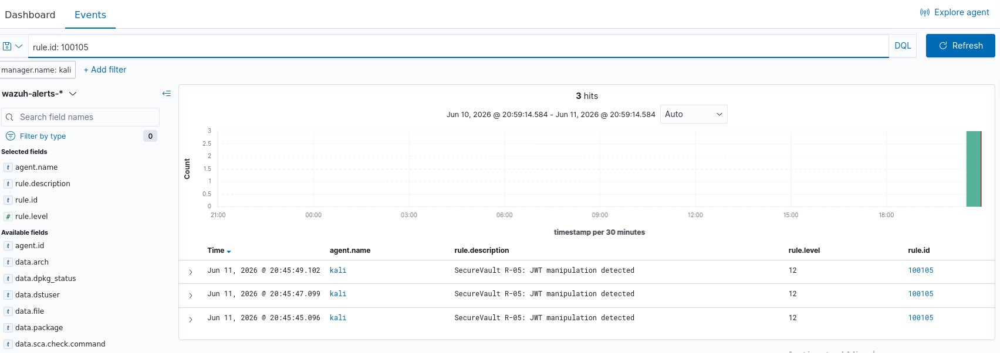 Dashboard Events Explore agent
rule.id: 100105 DQL Refresh
manager.name: kali + Add filter
wazuh-alerts-*
Search field names
Filter by type 0
Selected fields
agent.name
rule.description
rule.id
rule.level
Available fields
agent.id
data.arch
data.dpkg_status
data.dstuser
data.file
data.package
data.sca.check.command
3 hits
Jun 10, 2026 @ 20:59:14.584 - Jun 11, 2026 @ 20:59:14.584 Auto
Count
3
2.5
2
1.5
1
0.5
0
21:00 00:00 03:00 06:00 09:00 12:00 15:00 18:00
timestamp per 30 minutes
Time agent.name rule.description rule.level rule.id
Jun 11, 2026 @ 20:45:49.102 kali SecureVault R-05: JWT manipulation detected 12 100105
Jun 11, 2026 @ 20:45:47.099 kali SecureVault R-05: JWT manipulation detected 12 100105
Jun 11, 2026 @ 20:45:45.096 kali SecureVault R-05: JWT manipulation detected 12 100105